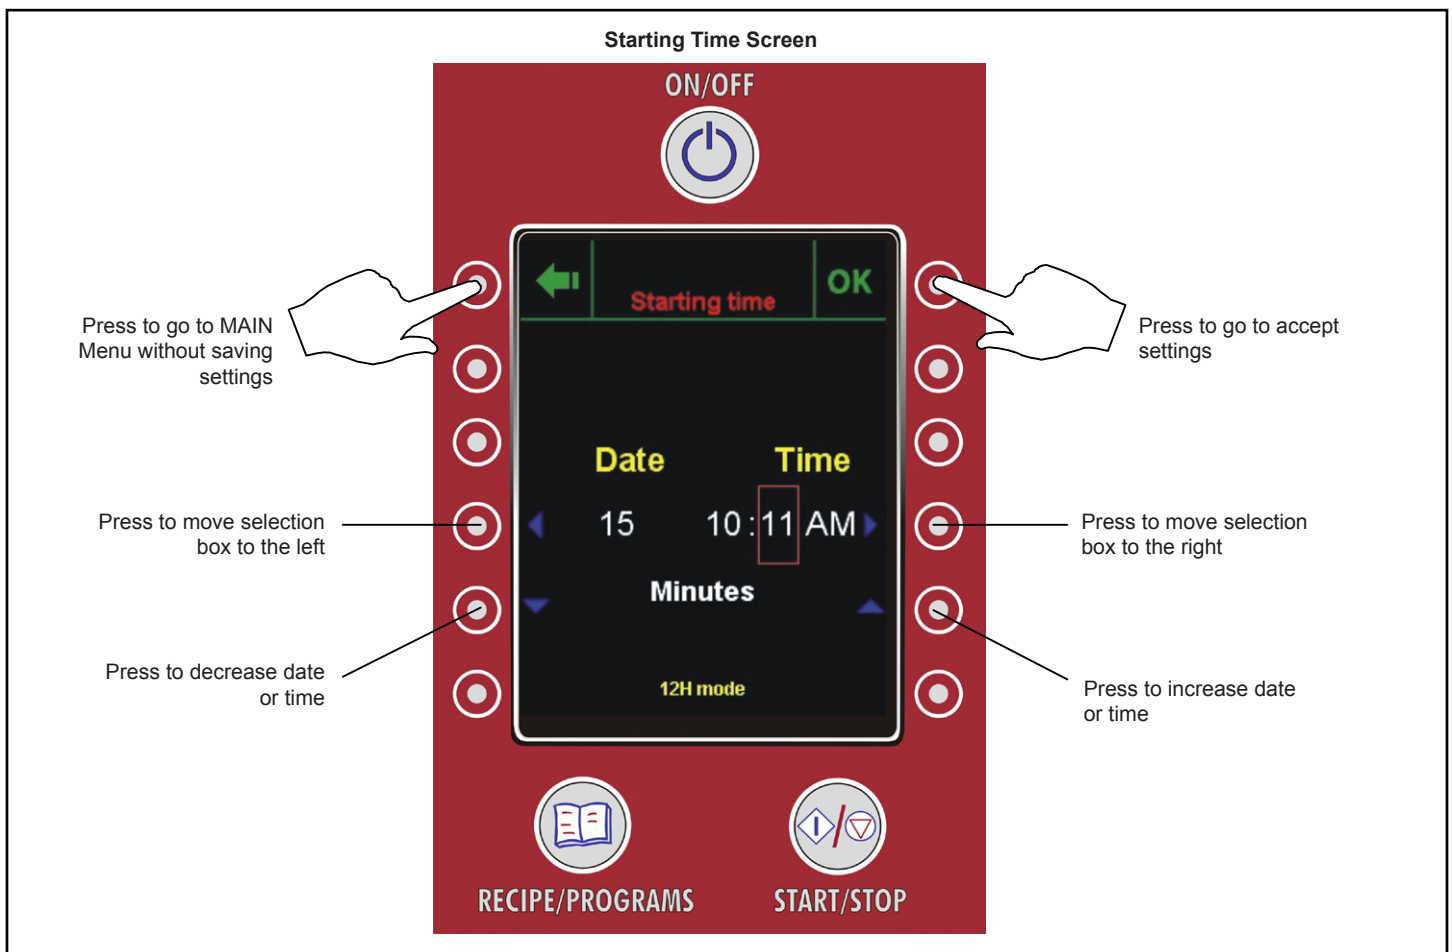 Starting Time Screen
ON/OFF
OK
Starting time
Press to go to MAIN
Menu without saving
settings
Press to go to accept
settings
Date Time
15 10:11 AM
Press to move selection
box to the left
Press to move selection
box to the right
Minutes
Press to decrease date
or time
12H mode
Press to increase date
or time
RECIPE/PROGRAMS START/STOP